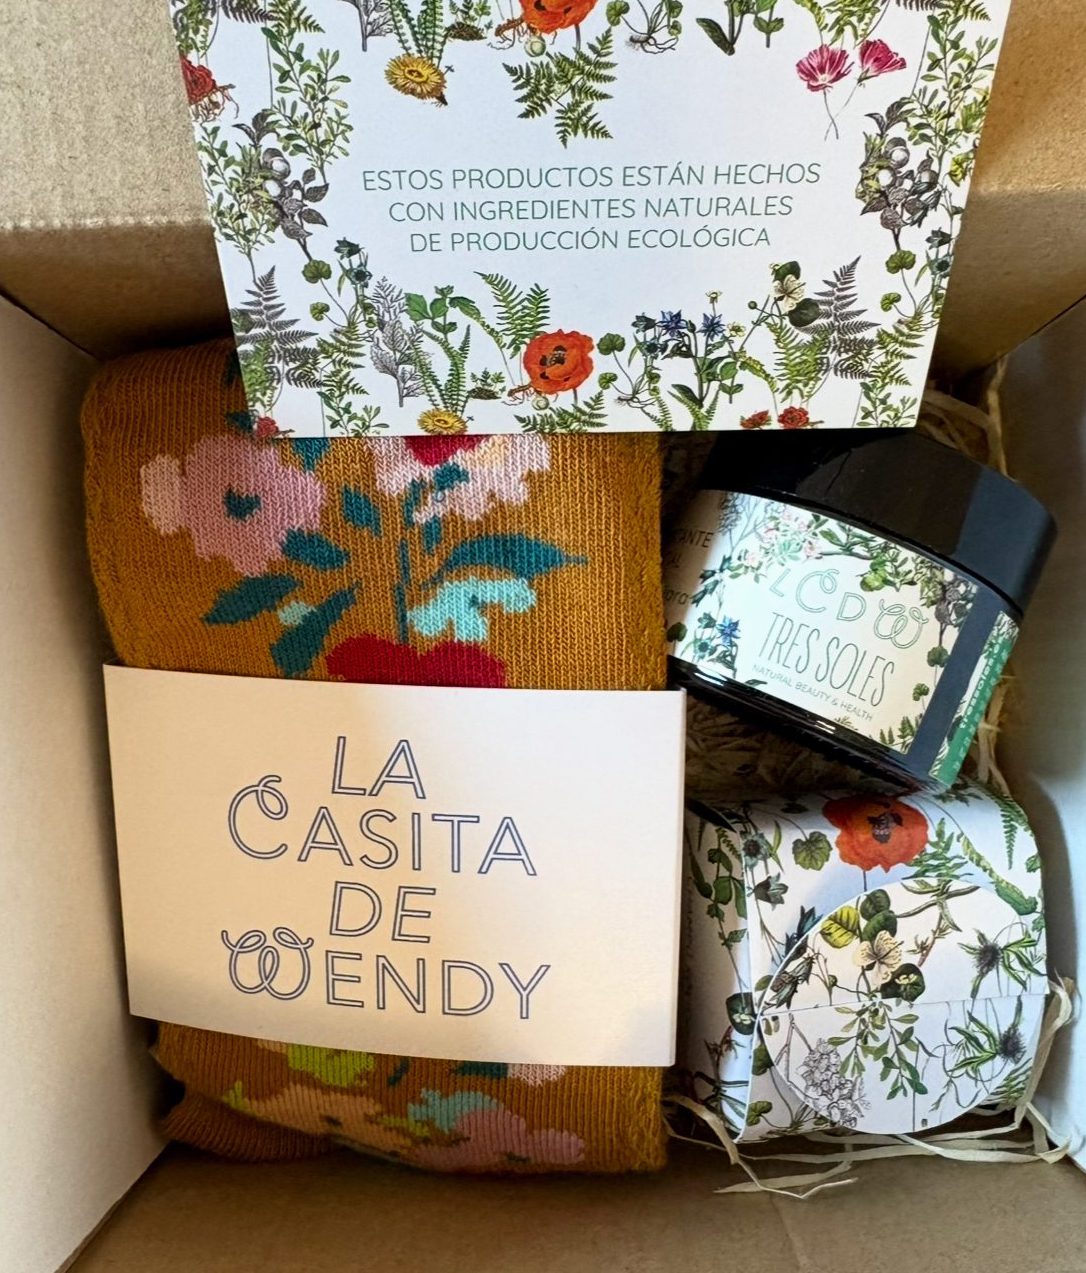 ESTOS PRODUCTOS ESTÁN HECHOS
CON INGREDIENTES NATURALES
DE PRODUCCIÓN ECOLÓGICA
LCDW
TRES SOLES
NATURAL BEAUTY & HEALTH
LA
CASITA
DE
WENDY